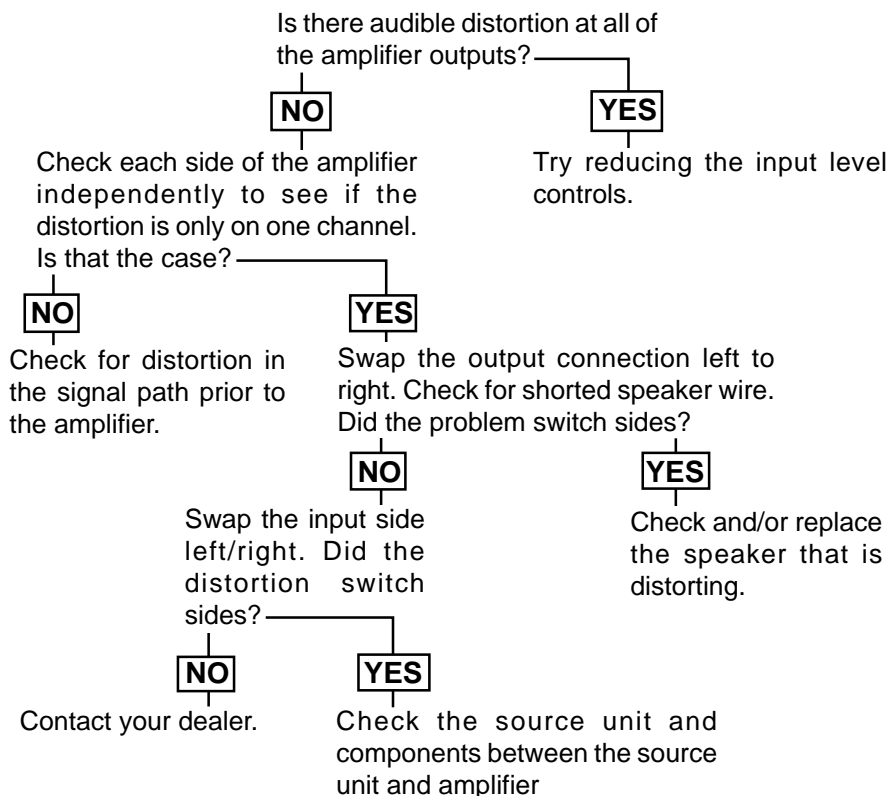 Is there audible distortion at all of
the amplifier outputs?
NO
YES
Check each side of the amplifier
independently to see if the
distortion is only on one channel.
Is that the case?
Try reducing the input level
controls.
NO
YES
Check for distortion in
the signal path prior to
the amplifier.
Swap the output connection left to
right. Check for shorted speaker wire.
Did the problem switch sides?
NO
YES
Swap the input side
left/right. Did the
distortion switch
sides?
Check and/or replace
the speaker that is
distorting.
NO
YES
Contact your dealer.
Check the source unit and
components between the source
unit and amplifier